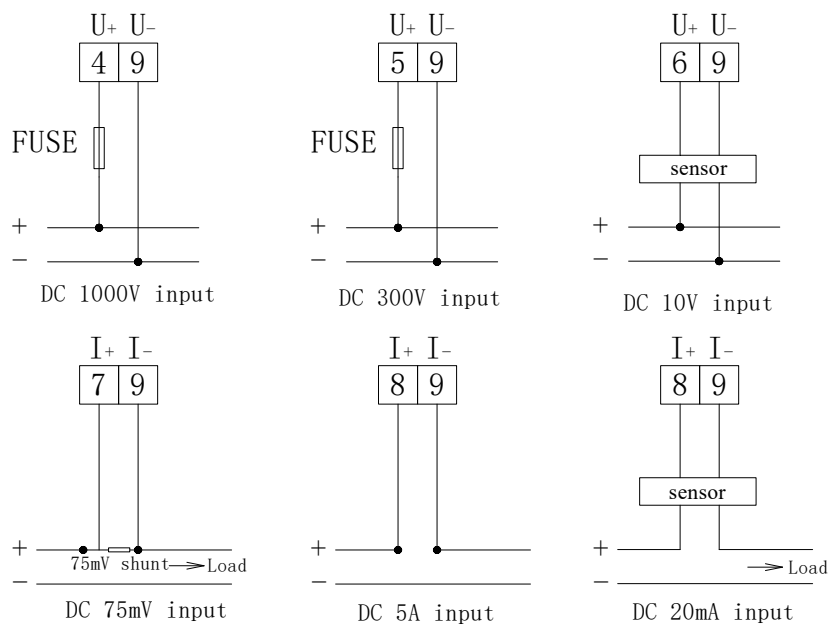 U+ U-
4 9
FUSE
+
-
DC 1000V input
U+ U-
5 9
FUSE
+
-
DC 300V input
U+ U-
6 9
sensor
+
-
DC 10V input
I+ I-
7 9
+
75mV shunt Load
-
DC 75mV input
I+ I-
8 9
+
-
DC 5A input
I+ I-
8 9
sensor
+
Load
-
DC 20mA input